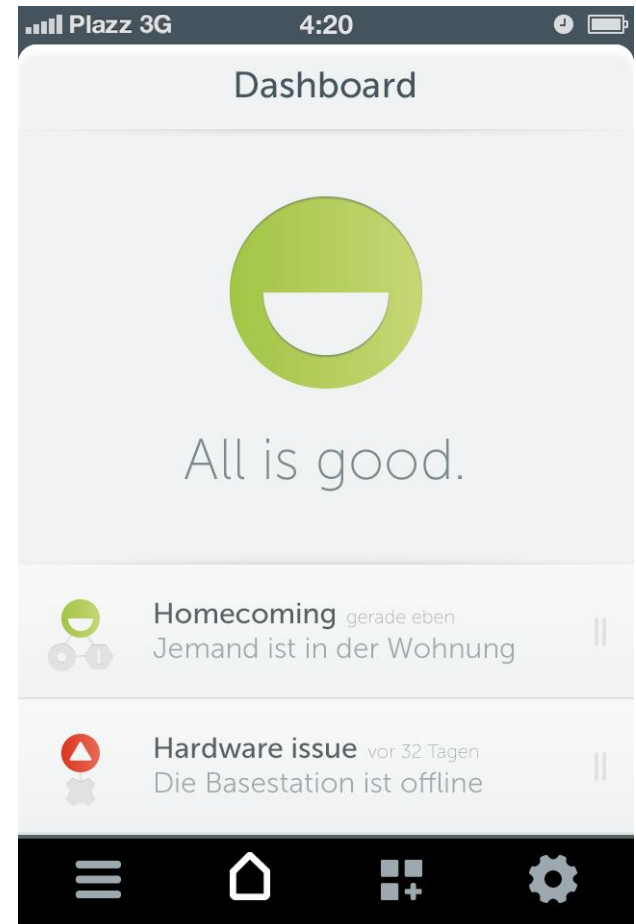 Plazz 3G 4:20
Dashboard
All is good.
Homecoming gerade eben
Jemand ist in der Wohnung
Hardware issue vor 32 Tagen
Die Basestation ist offline